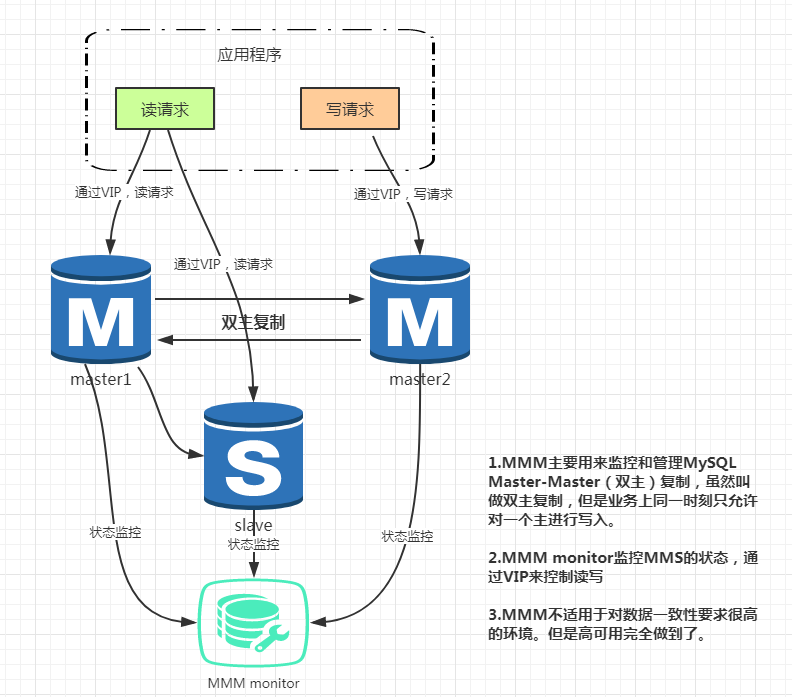 应用程序
读请求
写请求
通过VIP，读请求
通过VIP，写请求
通过VIP，读请求
M
M
双主复制
master1
master2
S
slave
状态监控
状态监控
状态监控
MMM monitor
1.MMM主要用来监控和管理MySQL
Master-Master（双主）复制，虽然叫
做双主复制，但是业务上同一时刻只允许
对一个主进行写入。
2.MMM monitor监控MMS的状态，通
过VIP来控制读写
3.MMM不适用于对数据一致性要求很高
的环境。但是高可用完全做到了。